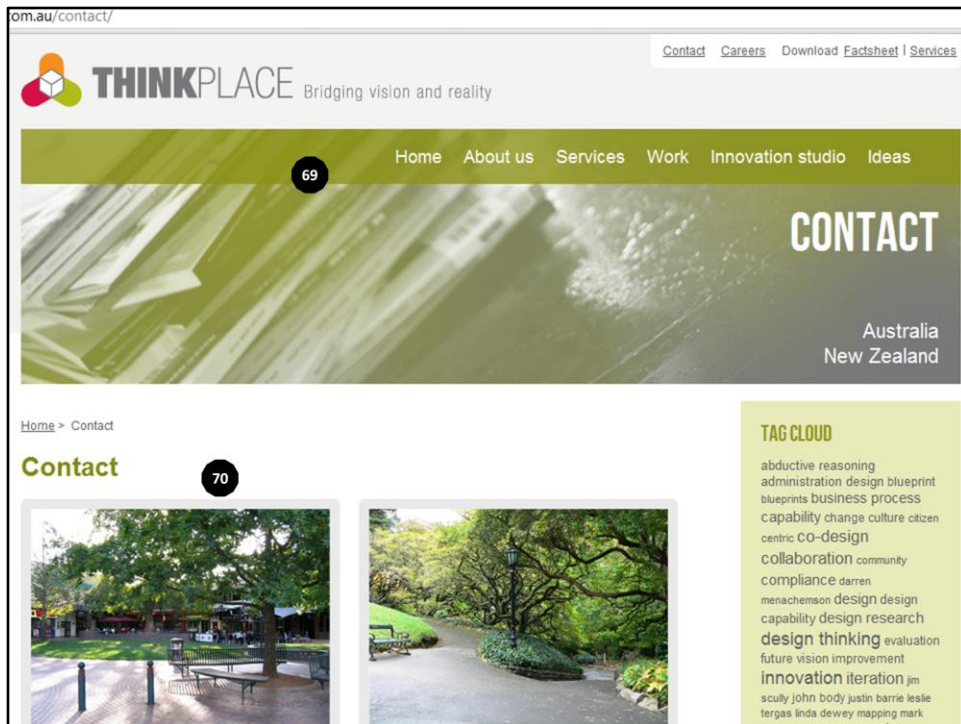 om.au/contact/
Contact Careers Download Factsheet | Services
THINKPLACE Bridging vision and reality
Home About us Services Work Innovation studio Ideas
69
CONTACT
Australia
New Zealand
Home > Contact
Contact
70
TAG CLOUD
abductive reasoning
administration design blueprint
blueprints business process
capability change culture citizen
centric co-design
collaboration community
compliance darren
menachemson design design
capability design research
design thinking evaluation
future vision improvement
innovation iteration jim
scully john body justin barrie leslie
tergas linda dewey mapping mark